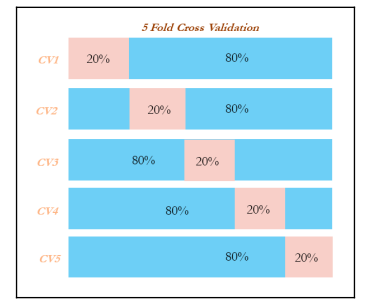 5 Fold Cross Validation
CV1 20% 80%
CV2 20% 80%
CV3 80% 20%
CV4 80% 20%
CV5 80% 20%